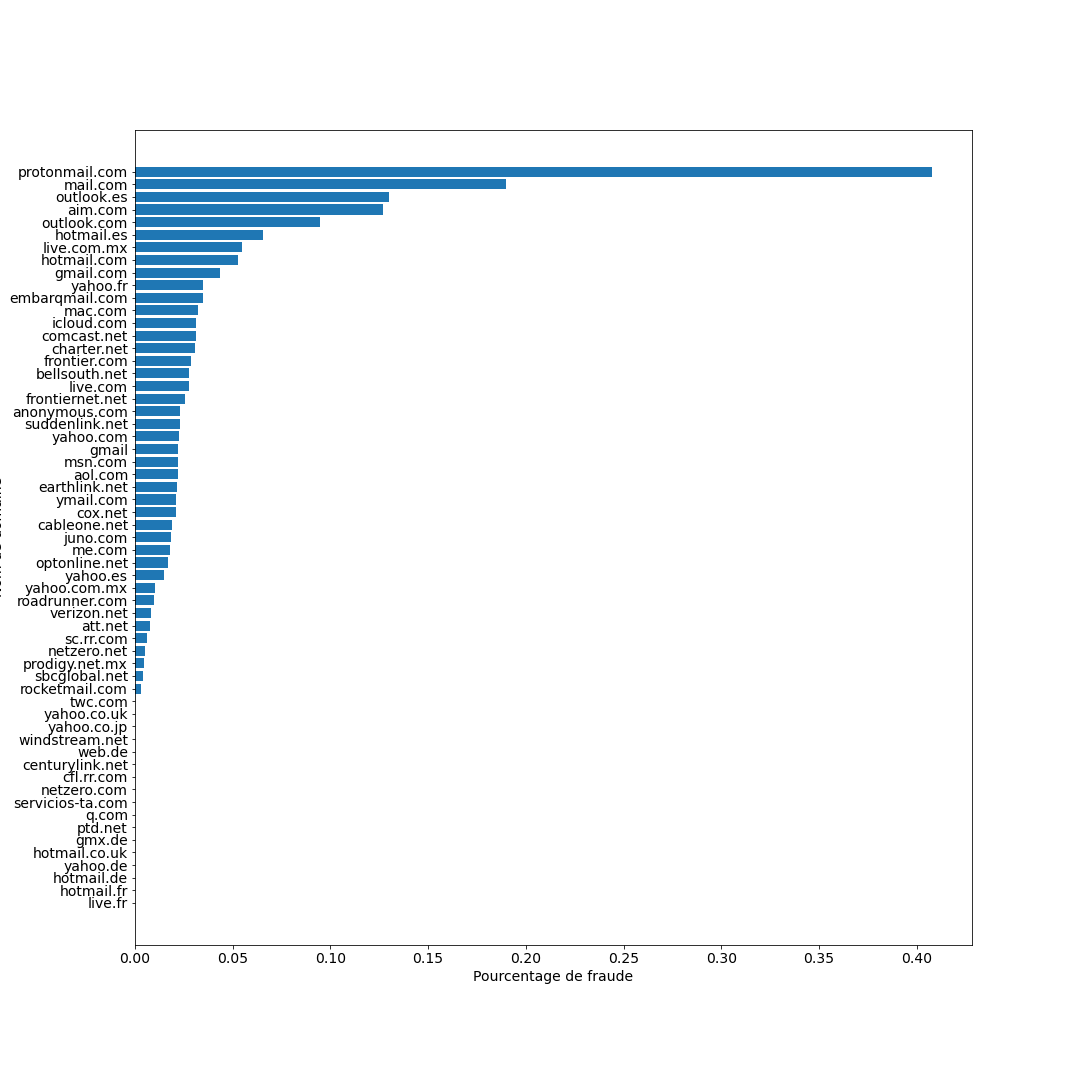 protonmail.com
mail.com
outlook.es
aim.com
outlook.com
hotmail.es
live.com.mx
hotmail.com
gmail.com
yahoo.fr
embarqmail.com
mac.com
icloud.com
comcast.net
charter.net
frontier.com
bellsouth.net
live.com
frontiernet.net
anonymous.com
suddenlink.net
yahoo.com
gmail
msn.com
aol.com
earthlink.net
ymail.com
cox.net
cableone.net
juno.com
me.com
optonline.net
yahoo.es
yahoo.com.mx
roadrunner.com
verizon.net
att.net
sc.rr.com
netzero.net
prodigy.net.mx
sbcglobal.net
rocketmail.com
twc.com
yahoo.co.uk
yahoo.co.jp
windstream.net
web.de
centurylink.net
cfl.rr.com
netzero.com
servicios-ta.com
q.com
ptd.net
gmx.de
hotmail.co.uk
yahoo.de
hotmail.de
hotmail.fr
live.fr
0.00 0.05 0.10 0.15 0.20 0.25 0.30 0.35 0.40
Pourcentage de fraude